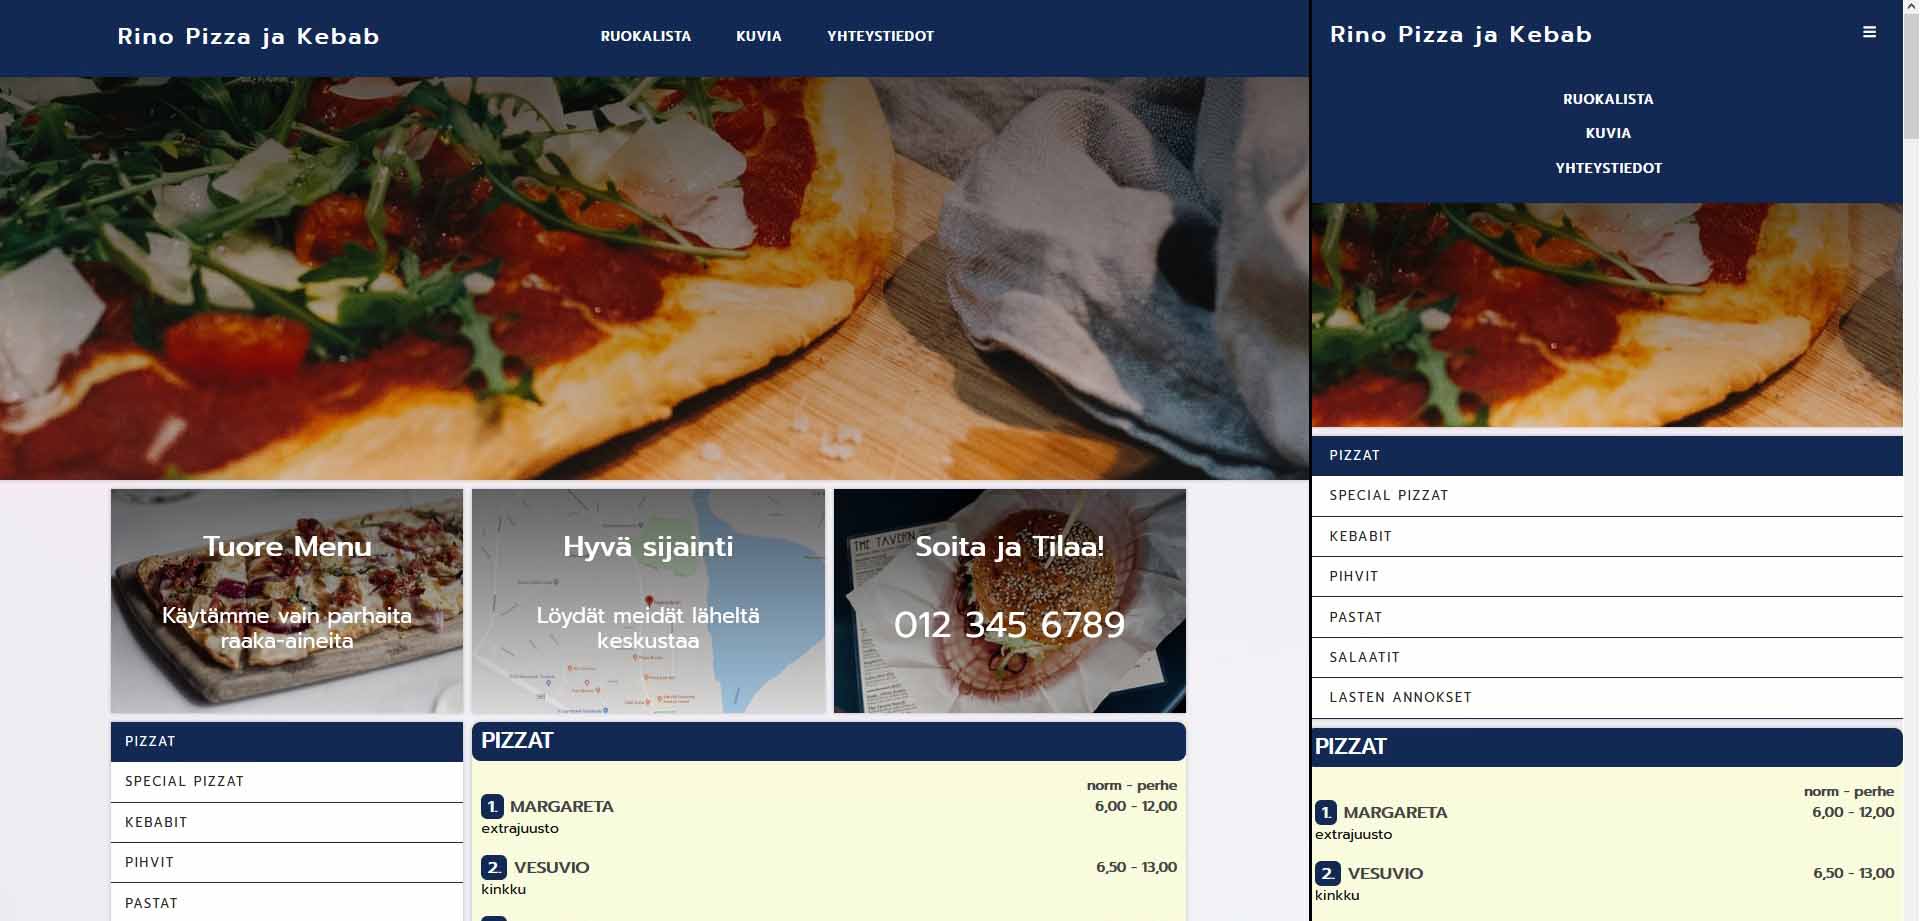 Rino Pizza ja Kebab
RUOKALISTA KUVIA YHTEYSTIEDOT
Tuore Menu
Käytämme vain parhaita
raaka-aineita
Hyvä sijainti
Löydät meidät läheltä
keskustaa
THE TAVERN
Soita ja Tilaa!
012 345 6789
PIZZAT
SPECIAL PIZZAT
KEBABIT
PIHVIT
PASTAT
PIZZAT
norm - perhe
1. MARGARETA 6,00 - 12,00
extrajuusto
2. VESUVIO 6,50 - 13,00
kinkku
Rino Pizza ja Kebab
RUOKALISTA
KUVIA
YHTEYSTIEDOT
PIZZAT
SPECIAL PIZZAT
KEBABIT
PIHVIT
PASTAT
SALAATIT
LASTEN ANNOKSET
PIZZAT
norm - perhe
1. MARGARETA 6,00 - 12,00
extrajuusto
2. VESUVIO 6,50 - 13,00
kinkku